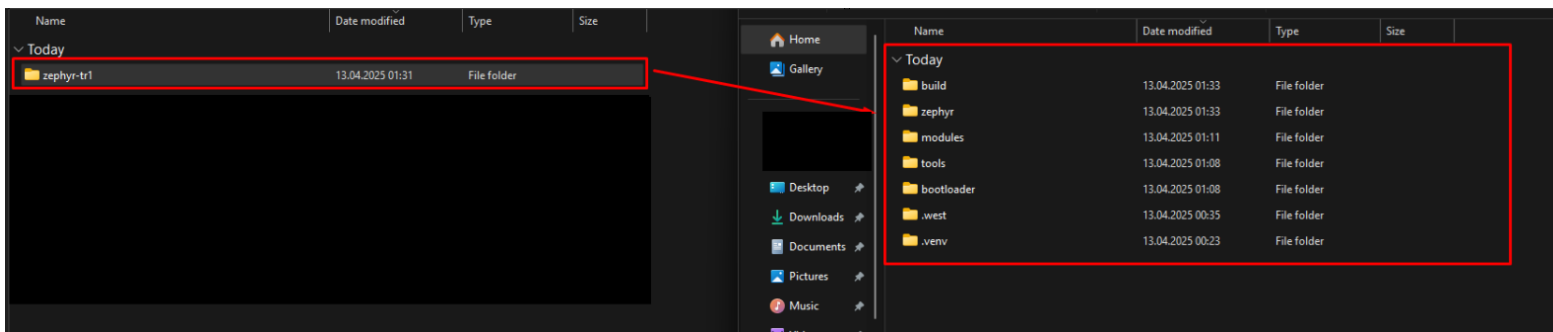 Name Date modified Type Size
Today
zephyr-tr1 13.04.2025 01:31 File folder
Home
Gallery
Desktop
Downloads
Documents
Pictures
Music
Name Date modified Type Size
Today
build 13.04.2025 01:33 File folder
zephyr 13.04.2025 01:33 File folder
modules 13.04.2025 01:11 File folder
tools 13.04.2025 01:08 File folder
bootloader 13.04.2025 01:08 File folder
.west 13.04.2025 00:35 File folder
.venv 13.04.2025 00:23 File folder